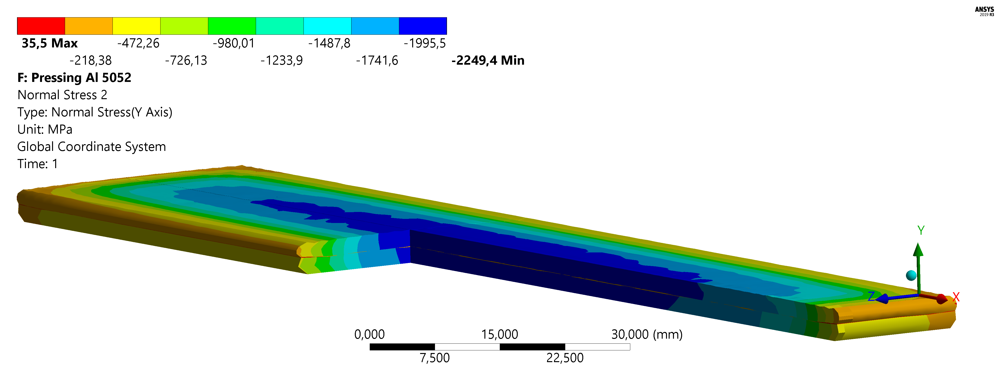 ANSYS
2019 R3
35,5 Max -472,26 -980,01 -1487,8 -1995,5
-218,38 -726,13 -1233,9 -1741,6 -2249,4 Min
F: Pressing Al 5052
Normal Stress 2
Type: Normal Stress(Y Axis)
Unit: MPa
Global Coordinate System
Time: 1
Y
Z X
0,000 15,000 30,000 (mm)
7,500 22,500